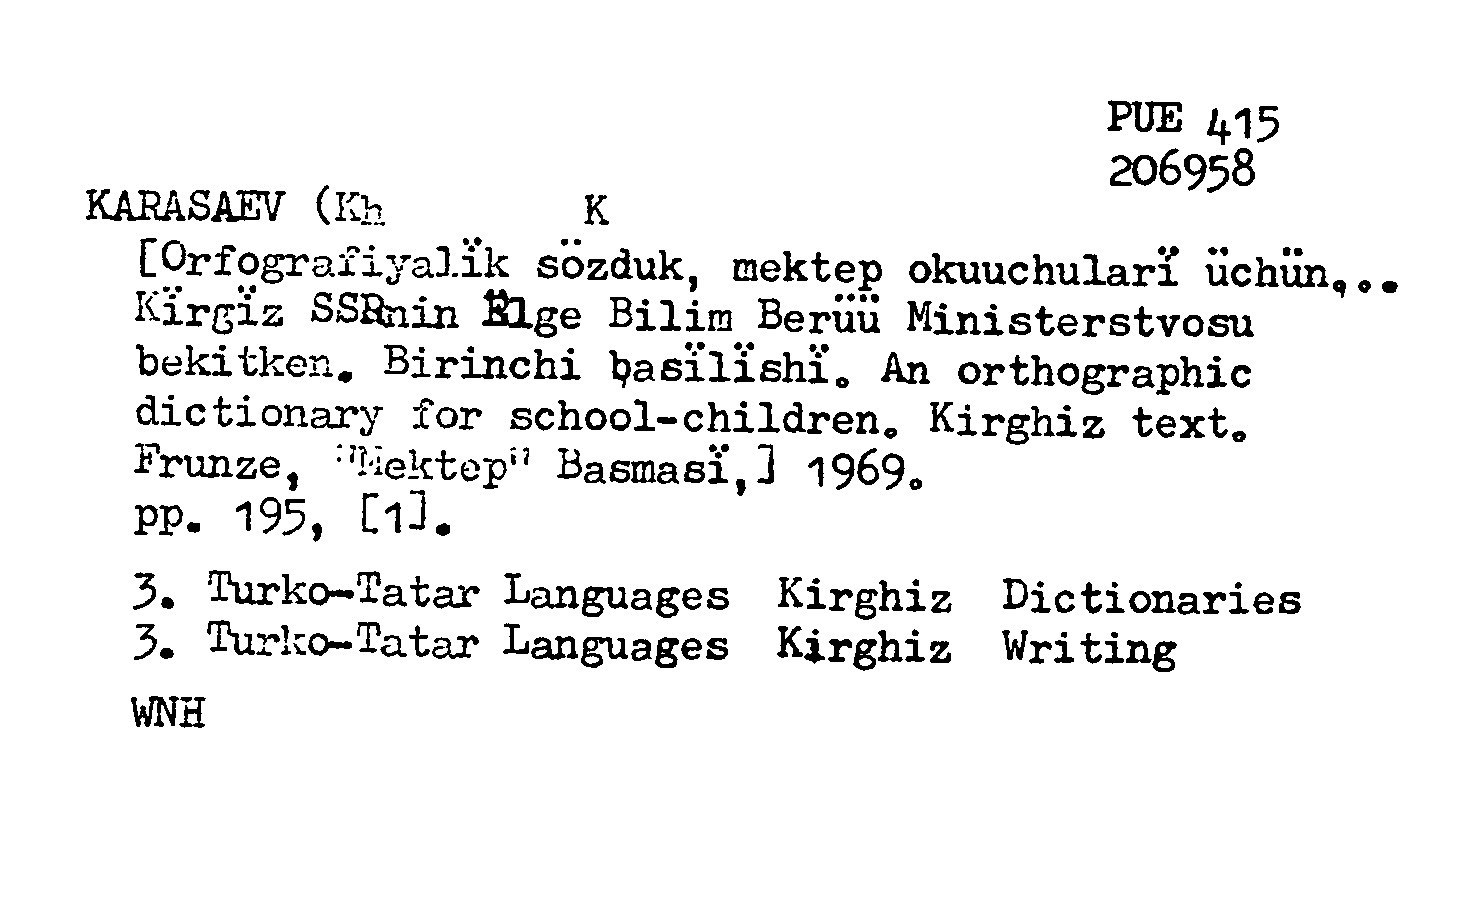 PUE 415
206958
KARASAEV (Kh K
[Orfografiyalïk sözduk, mektep okuuchularï üchün,..
Kïrgïz SSRnin Elge Bilim Berüü Ministerstvosu
bekitken. Birinchi basïlïshï. An orthographic
dictionary for school-children. Kirghiz text.
Frunze, "Mektep" Basmasï,] 1969.
pp. 195, [1].
3. Turko-Tatar Languages Kirghiz Dictionaries
3. Turko-Tatar Languages Kirghiz Writing
WNH